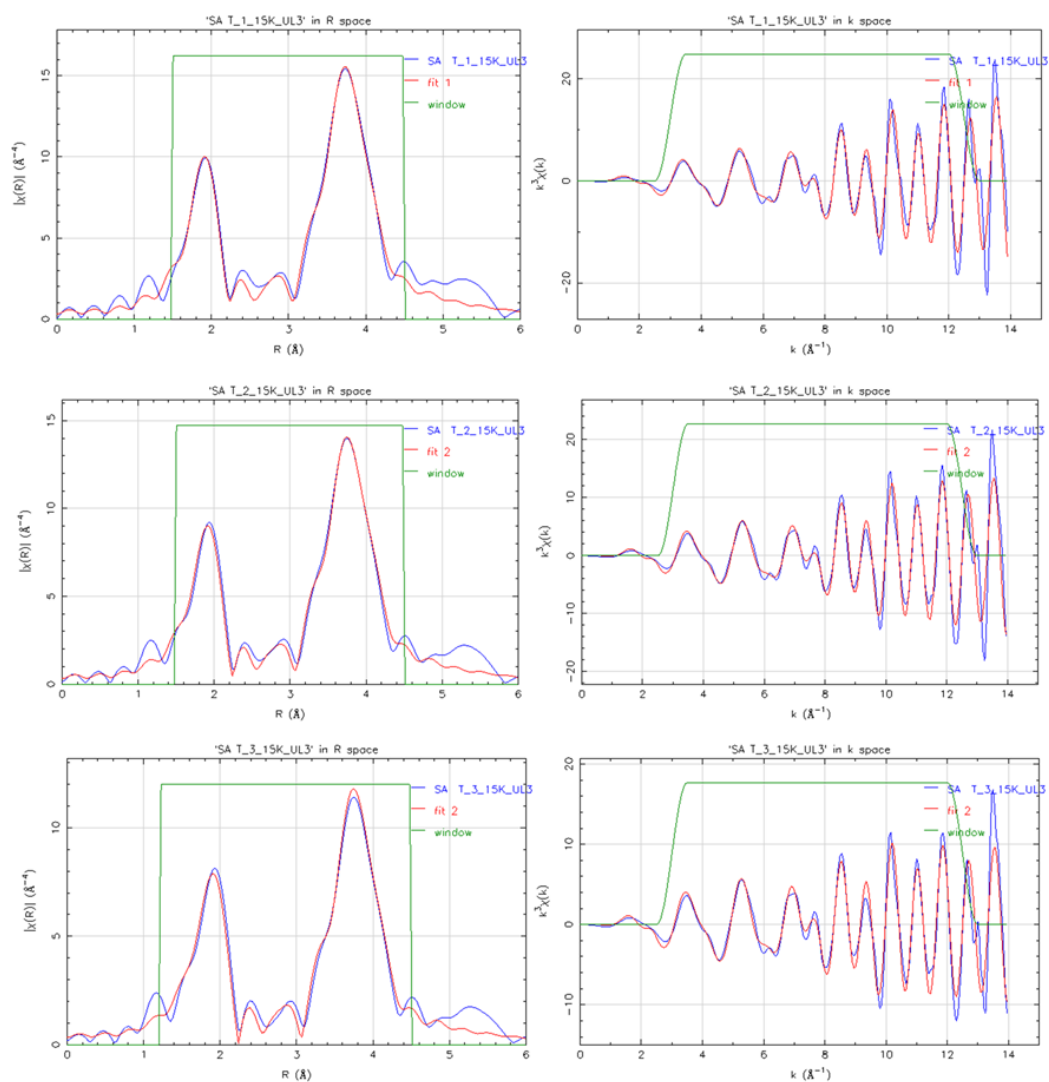 'SA T_1_15K_UL3' in R space
SA T_1_15K_UL3
fit 1
window
|χ(R)| (Å⁻⁴)
15
10
5
0
0 1 2 3 4 5 6
R (Å)
'SA T_1_15K_UL3' in k space
SA T_1_15K_UL3
fit 1
window
k³χ(k)
20
0
−20
0 2 4 6 8 10 12 14
k (Å⁻¹)
'SA T_2_15K_UL3' in R space
SA T_2_15K_UL3
fit 2
window
|χ(R)| (Å⁻⁴)
15
10
5
0
0 1 2 3 4 5 6
R (Å)
'SA T_2_15K_UL3' in k space
SA T_2_15K_UL3
fit 2
window
k³χ(k)
20
10
0
−10
−20
0 2 4 6 8 10 12 14
k (Å⁻¹)
'SA T_3_15K_UL3' in R space
SA T_3_15K_UL3
fit 2
window
|χ(R)| (Å⁻⁴)
10
5
0
0 1 2 3 4 5 6
R (Å)
'SA T_3_15K_UL3' in k space
SA T_3_15K_UL3
fit 2
window
k³χ(k)
20
10
0
−10
0 2 4 6 8 10 12 14
k (Å⁻¹)